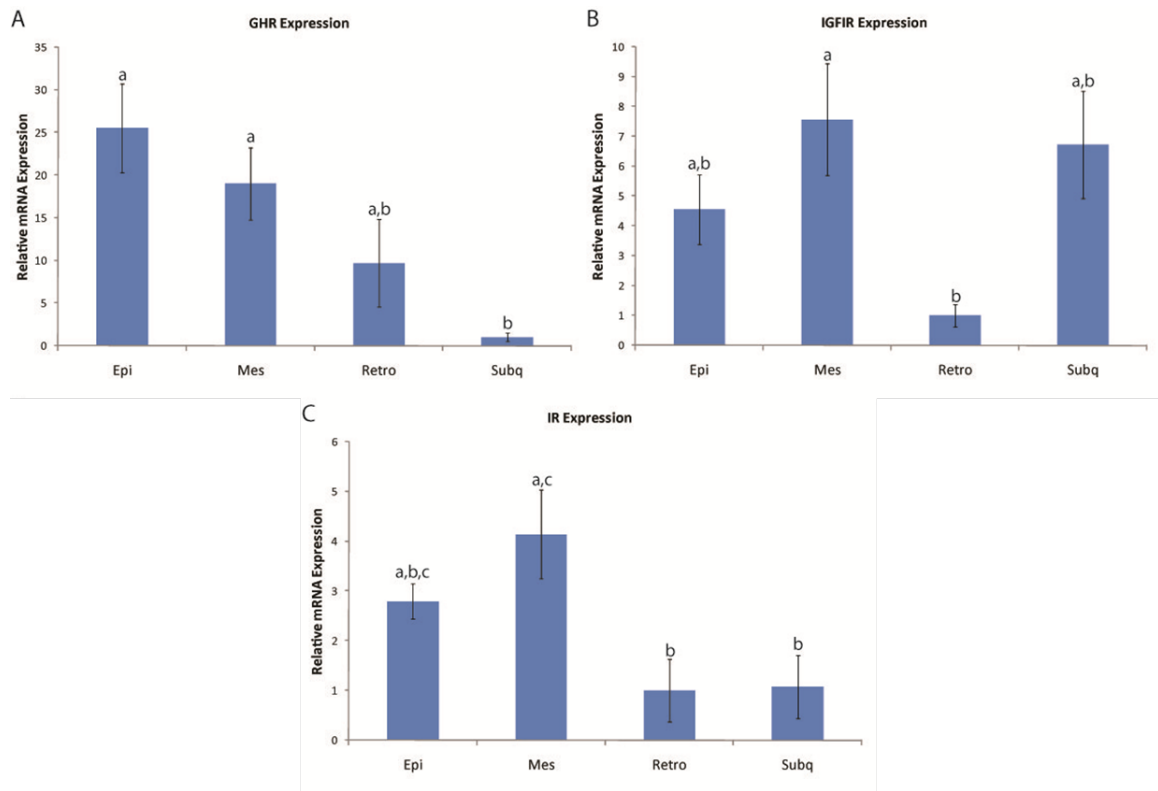 A
GHR Expression
Relative mRNA Expression
35
30
25
20
15
10
5
0
a
a
a,b
b
Epi Mes Retro Subq
B
IGFIR Expression
Relative mRNA Expression
10
9
8
7
6
5
4
3
2
1
0
a,b
a
b
a,b
Epi Mes Retro Subq
C
IR Expression
Relative mRNA Expression
6
5
4
3
2
1
0
a,b,c
a,c
b
b
Epi Mes Retro Subq